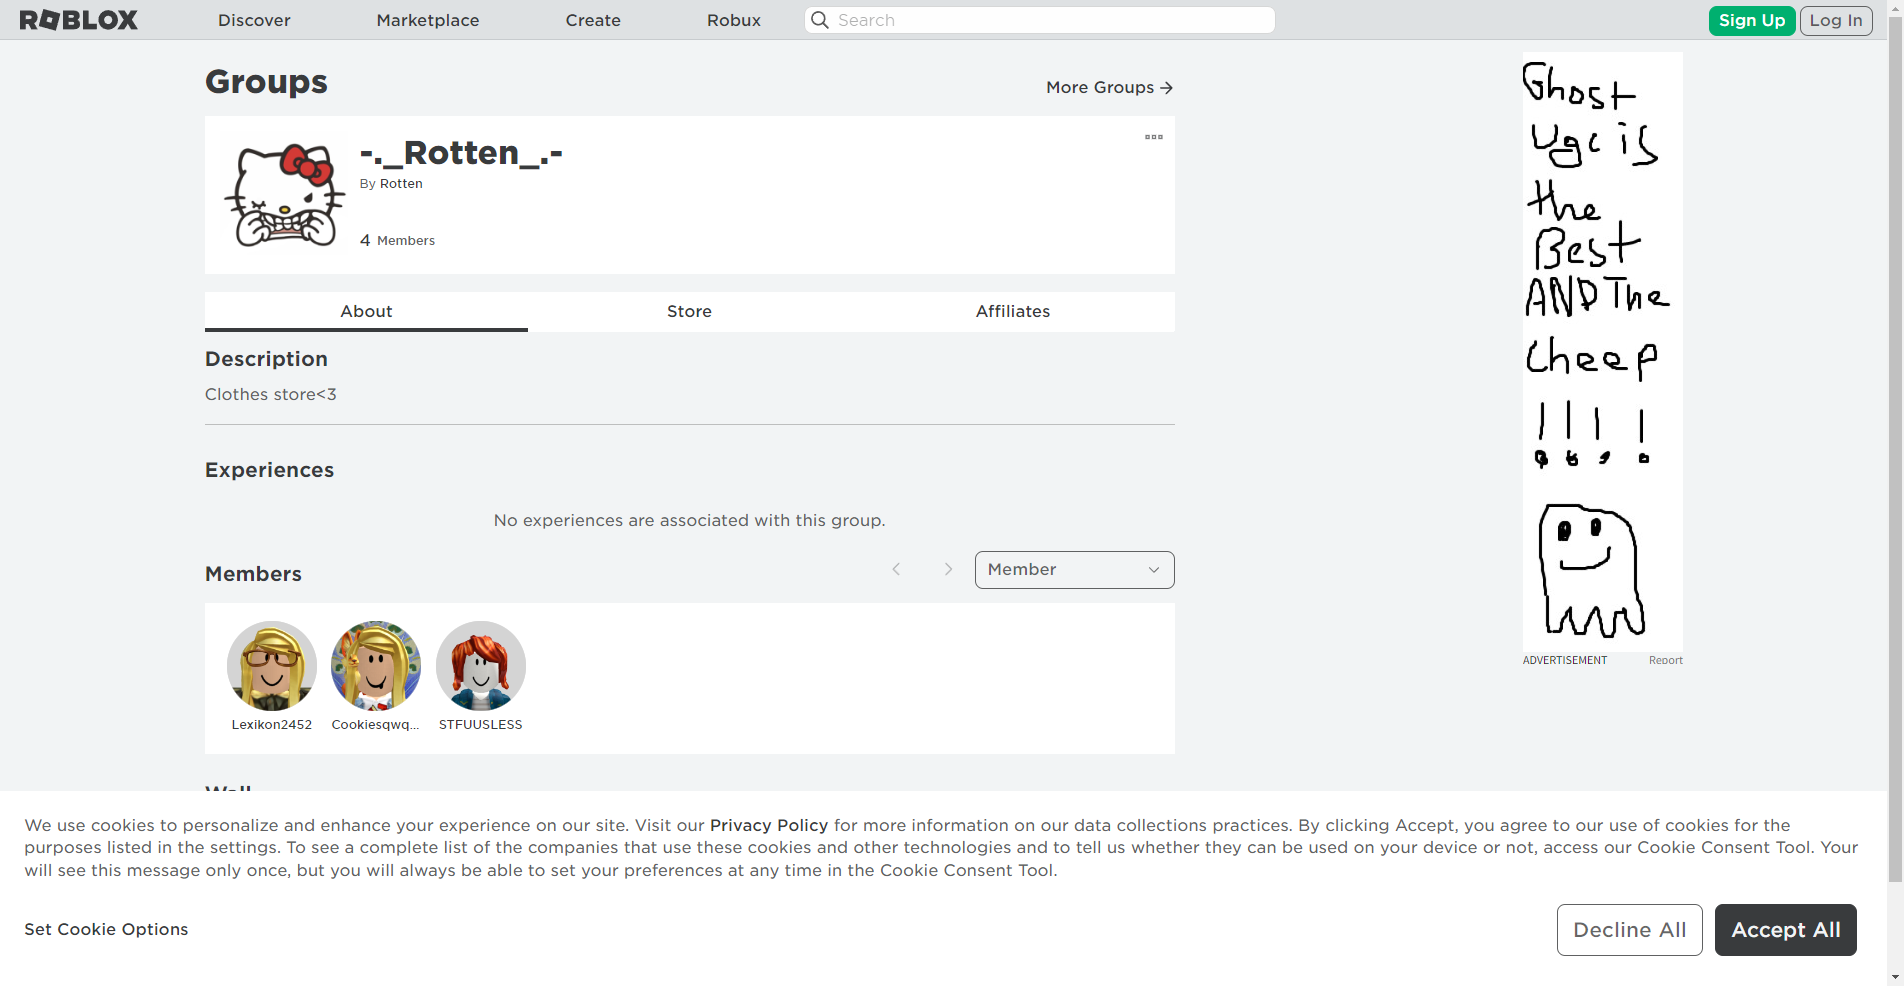 ROBLOX
Discover
Marketplace
Create
Robux
Search
Sign Up
Log In
Groups
More Groups
-._Rotten_.-
By Rotten
4 Members
About
Store
Affiliates
Description
Clothes store<3
Experiences
No experiences are associated with this group.
Members
Member
Lexikon2452
Cookiesqwq...
STFUUSLESS
Ghost
Ugc is
the
Best
AND The
Cheep
!!! !
ADVERTISEMENT
Report
Wall
We use cookies to personalize and enhance your experience on our site. Visit our Privacy Policy for more information on our data collections practices. By clicking Accept, you agree to our use of cookies for the
purposes listed in the settings. To see a complete list of the companies that use these cookies and other technologies and to tell us whether they can be used on your device or not, access our Cookie Consent Tool. Your
will see this message only once, but you will always be able to set your preferences at any time in the Cookie Consent Tool.
Set Cookie Options
Decline All
Accept All